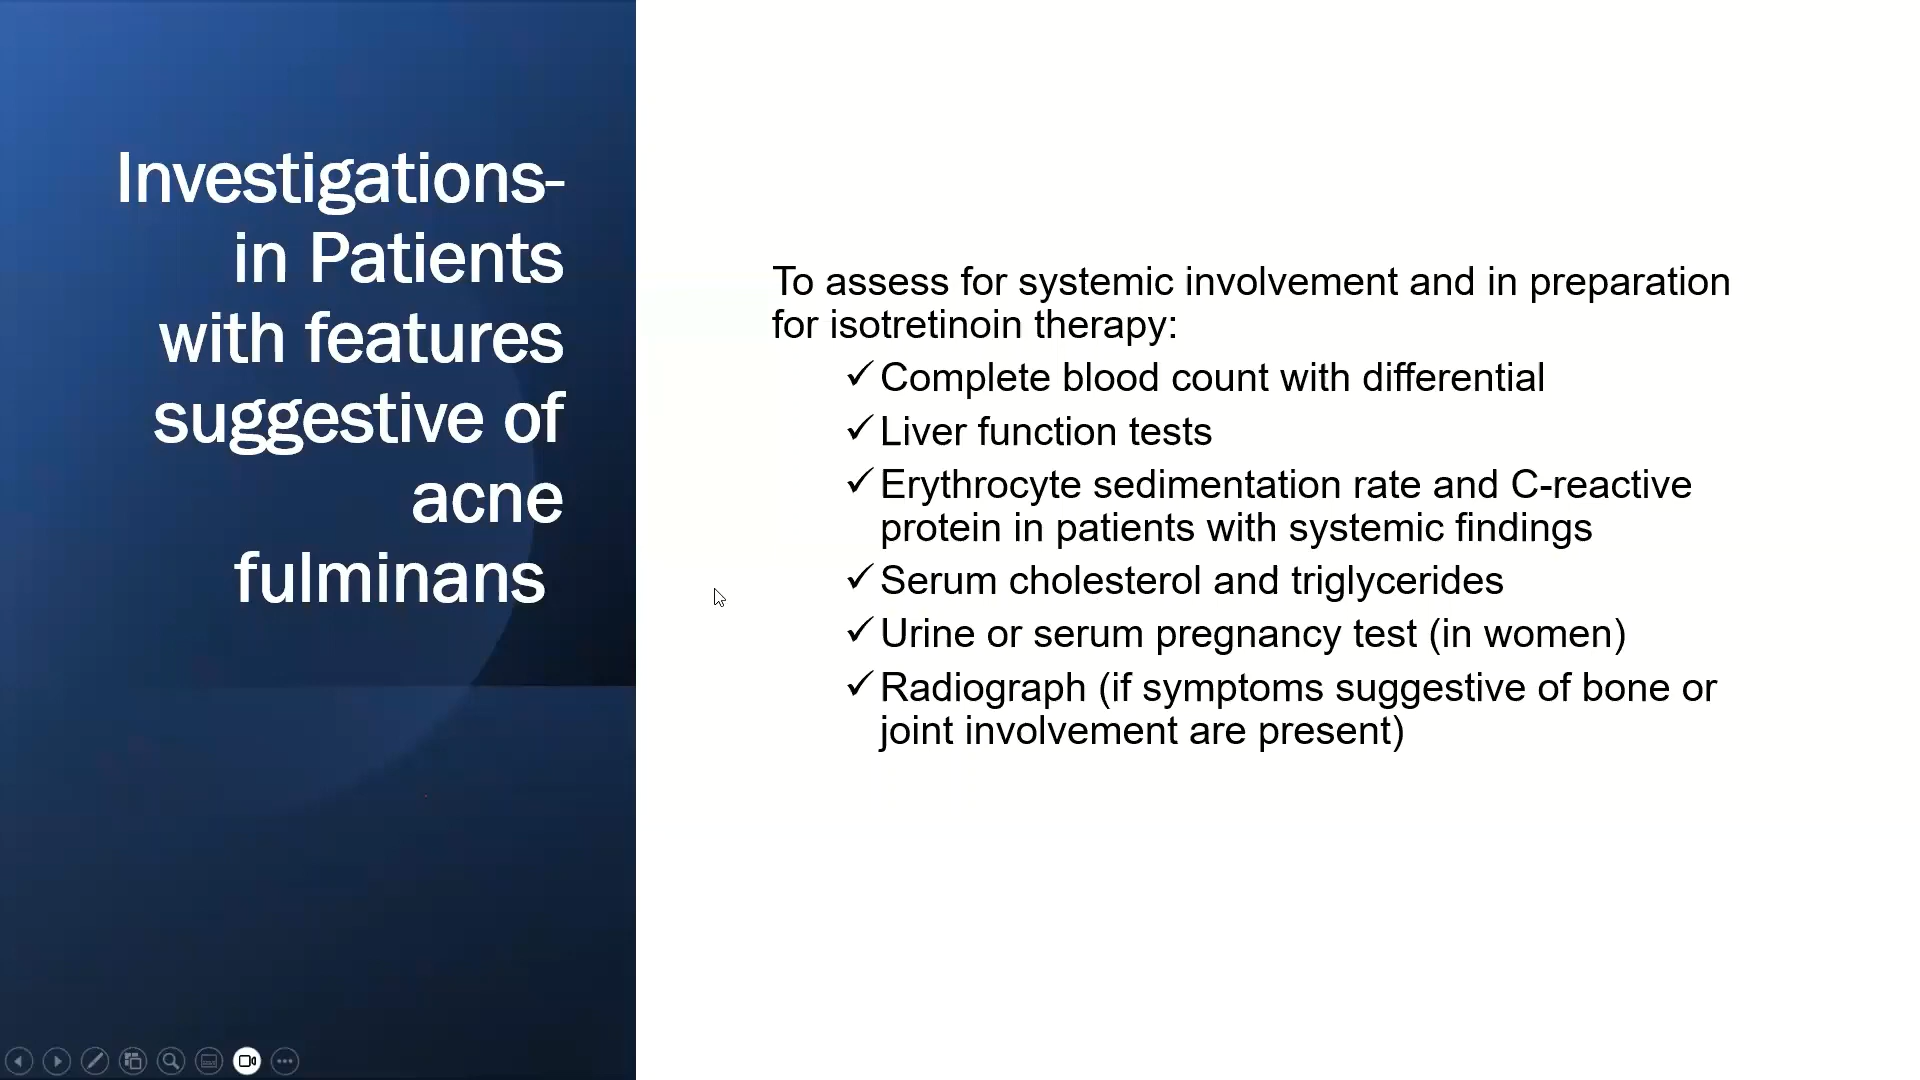 Investigations-
in Patients
with features
suggestive of
acne
fulminans
To assess for systemic involvement and in preparation
for isotretinoin therapy:
✓Complete blood count with differential
✓Liver function tests
✓Erythrocyte sedimentation rate and C-reactive
protein in patients with systemic findings
✓Serum cholesterol and triglycerides
✓Urine or serum pregnancy test (in women)
✓Radiograph (if symptoms suggestive of bone or
joint involvement are present)